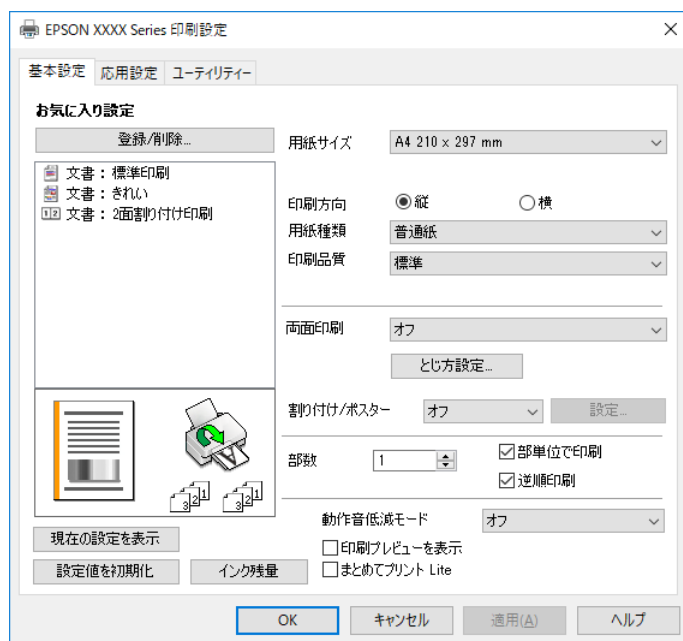 EPSON XXXX Series 印刷設定
基本設定 応用設定 ユーティリティー
お気に入り設定
登録/削除...
文書：標準印刷
文書：きれい
1 2 文書：2面割り付け印刷
用紙サイズ A4 210 x 297 mm
印刷方向 縦 横
用紙種類 普通紙
印刷品質 標準
両面印刷 オフ
とじ方設定...
割り付け/ポスター オフ 設定...
部数 1 部単位で印刷
逆順印刷
3 2 1 3 2 1
動作音低減モード オフ
現在の設定を表示
印刷プレビューを表示
設定値を初期化 インク残量 まとめてプリント Lite
OK キャンセル 適用(A) ヘルプ